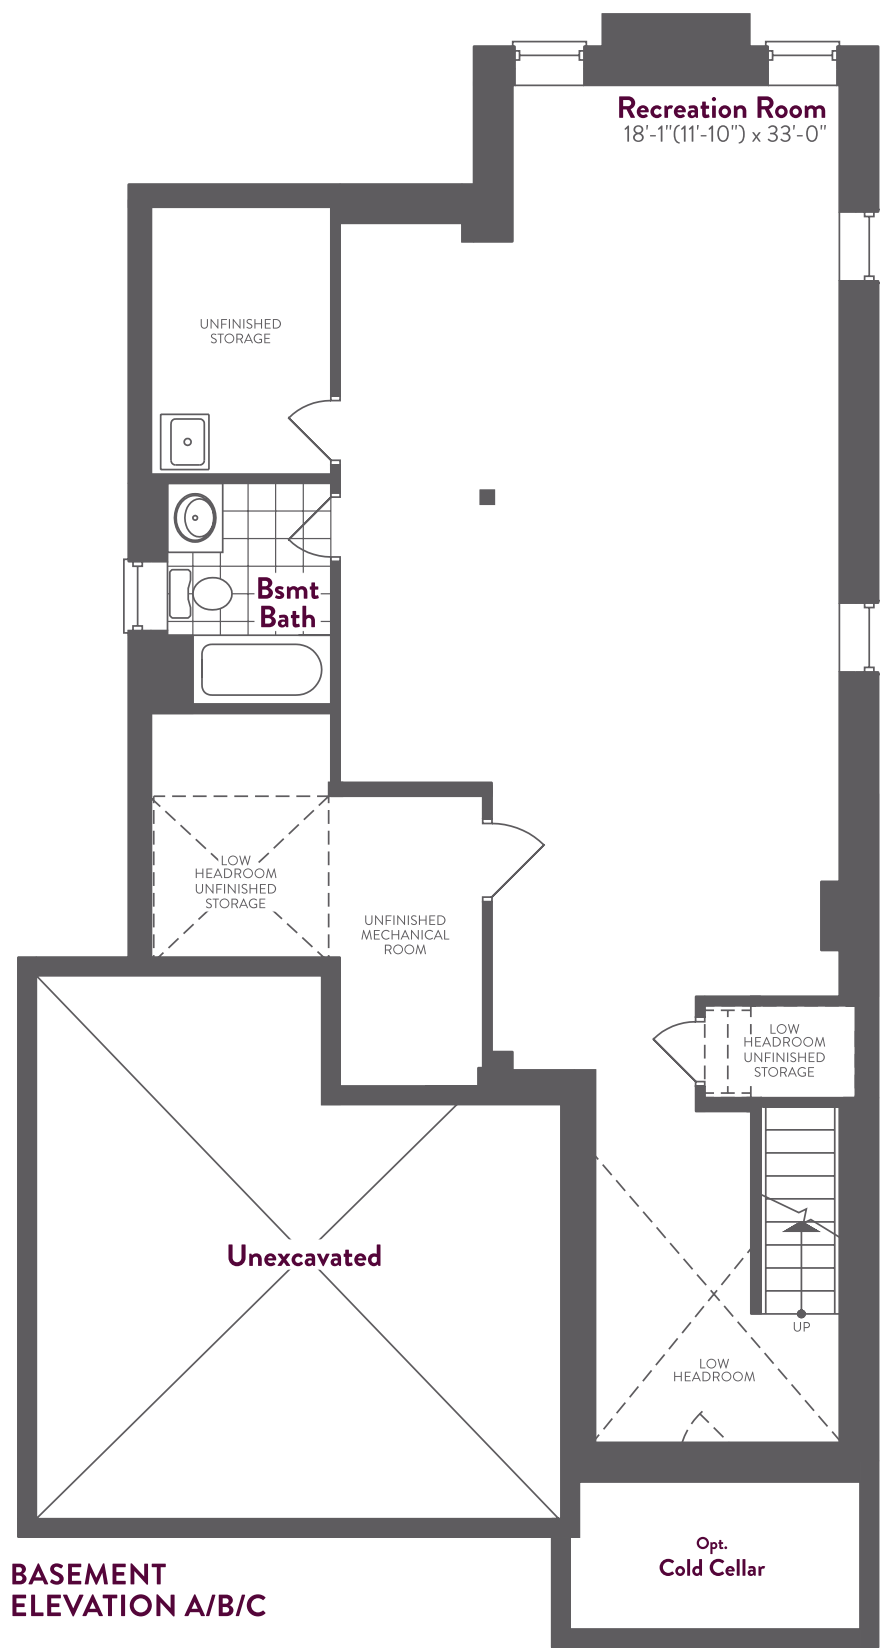 Recreation Room
18'-1"(11'-10") x 33'-0"
UNFINISHED
STORAGE
Bsmt
Bath
LOW
HEADROOM
UNFINISHED
STORAGE
UNFINISHED
MECHANICAL
ROOM
LOW
HEADROOM
UNFINISHED
STORAGE
Unexcavated
UP
LOW
HEADROOM
Opt.
Cold Cellar
BASEMENT
ELEVATION A/B/C